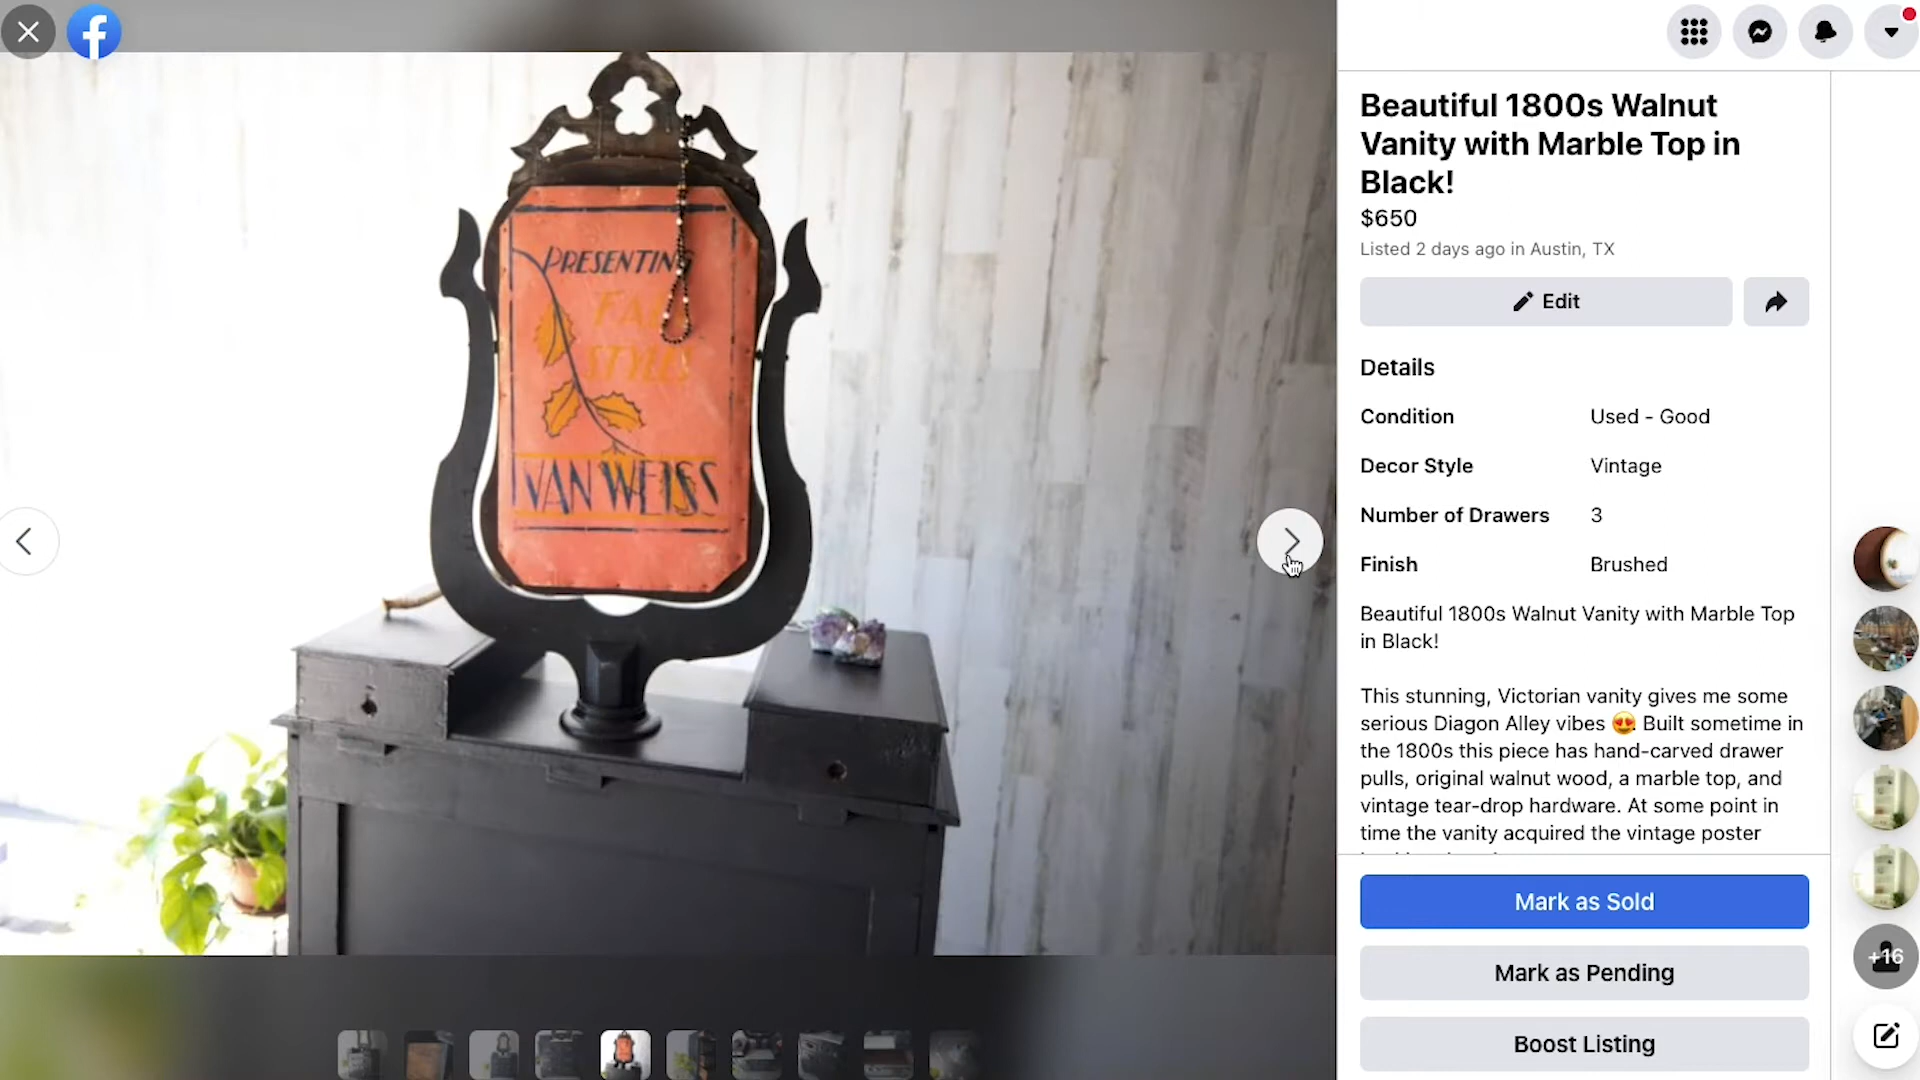 PRESENTING
FALL
STYLES
VAN WEISS
Beautiful 1800s Walnut
Vanity with Marble Top in
Black!
$650
Listed 2 days ago in Austin, TX
Edit
Details
Condition Used - Good
Decor Style Vintage
Number of Drawers 3
Finish Brushed
Beautiful 1800s Walnut Vanity with Marble Top
in Black!
This stunning, Victorian vanity gives me some
serious Diagon Alley vibes 😍 Built sometime in
the 1800s this piece has hand-carved drawer
pulls, original walnut wood, a marble top, and
vintage tear-drop hardware. At some point in
time the vanity acquired the vintage poster
Mark as Sold
+16
Mark as Pending
Boost Listing